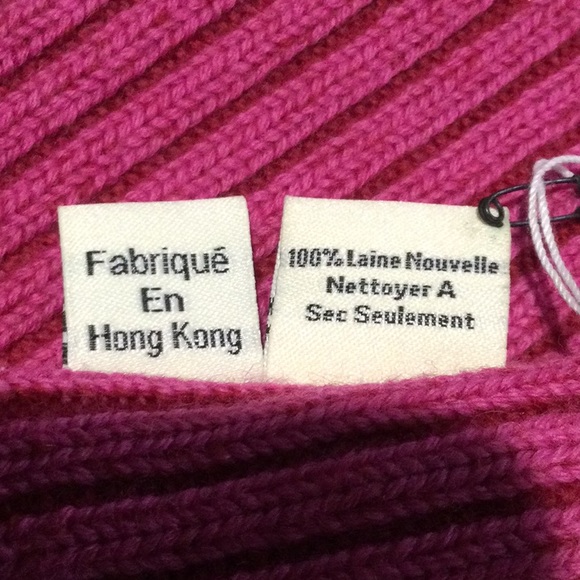 Fabriqué
En
Hong Kong
100% Laine Nouvelle
Nettoyer A
Sec Seulement